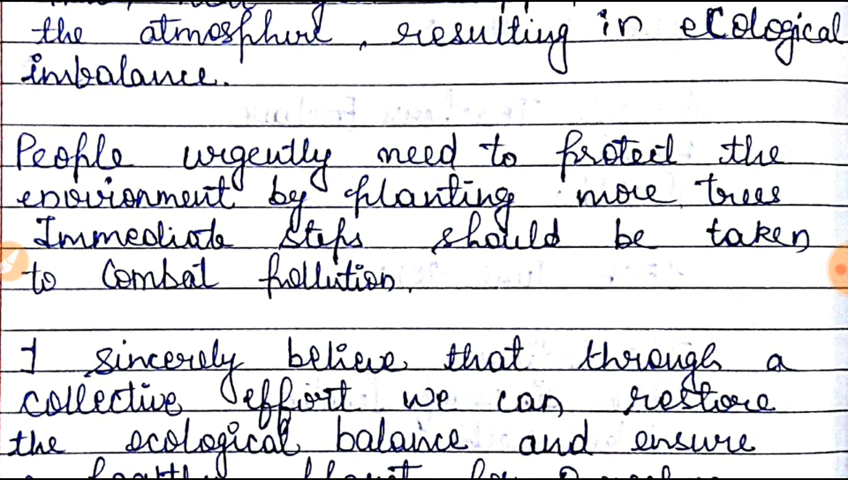 the atmosphere, resulting in ecological
imbalance.
People urgently need to protect the
environment by planting more trees
Immediate steps should be taken
to combat pollution.
I sincerely believe that through a
collective effort we can restore
the ecological balance and ensure